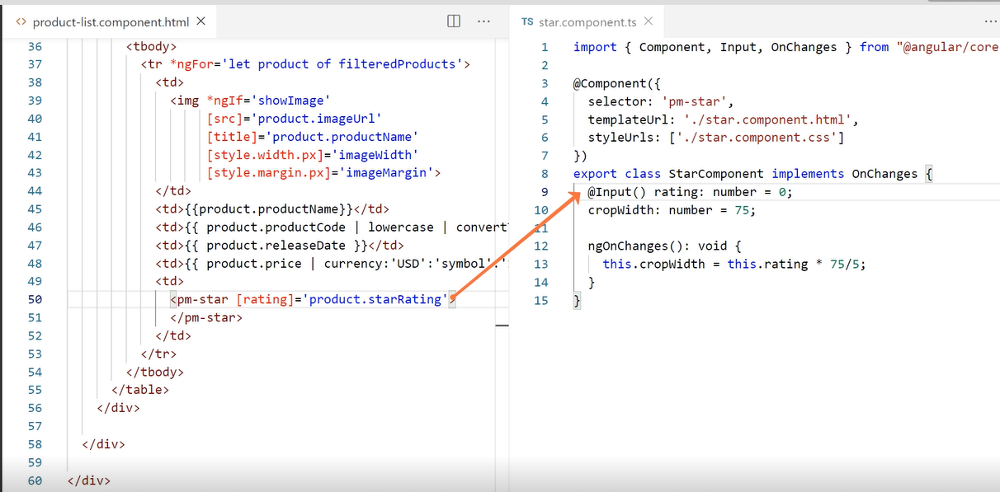 product-list.component.html
36 <tbody>
37 <tr *ngFor='let product of filteredProducts'>
38 <td>
39 <img *ngIf='showImage'
40 [src]='product.imageUrl'
41 [title]='product.productName'
42 [style.width.px]='imageWidth'
43 [style.margin.px]='imageMargin'>
44 </td>
45 <td>{{product.productName}}</td>
46 <td>{{ product.productCode | lowercase | convert
47 <td>{{ product.releaseDate }}</td>
48 <td>{{ product.price | currency:'USD':'symbol':'
49 <td>
50 <pm-star [rating]='product.starRating'>
51 </pm-star>
52 </td>
53 </tr>
54 </tbody>
55 </table>
56 </div>
57
58 </div>
59
60 </div>
TS star.component.ts
1 import { Component, Input, OnChanges } from "@angular/core
2
3 @Component({
4 selector: 'pm-star',
5 templateUrl: './star.component.html',
6 styleUrls: ['./star.component.css']
7 })
8 export class StarComponent implements OnChanges {
9 @Input() rating: number = 0;
10 cropWidth: number = 75;
11
12 ngOnChanges(): void {
13 this.cropWidth = this.rating * 75/5;
14 }
15 }